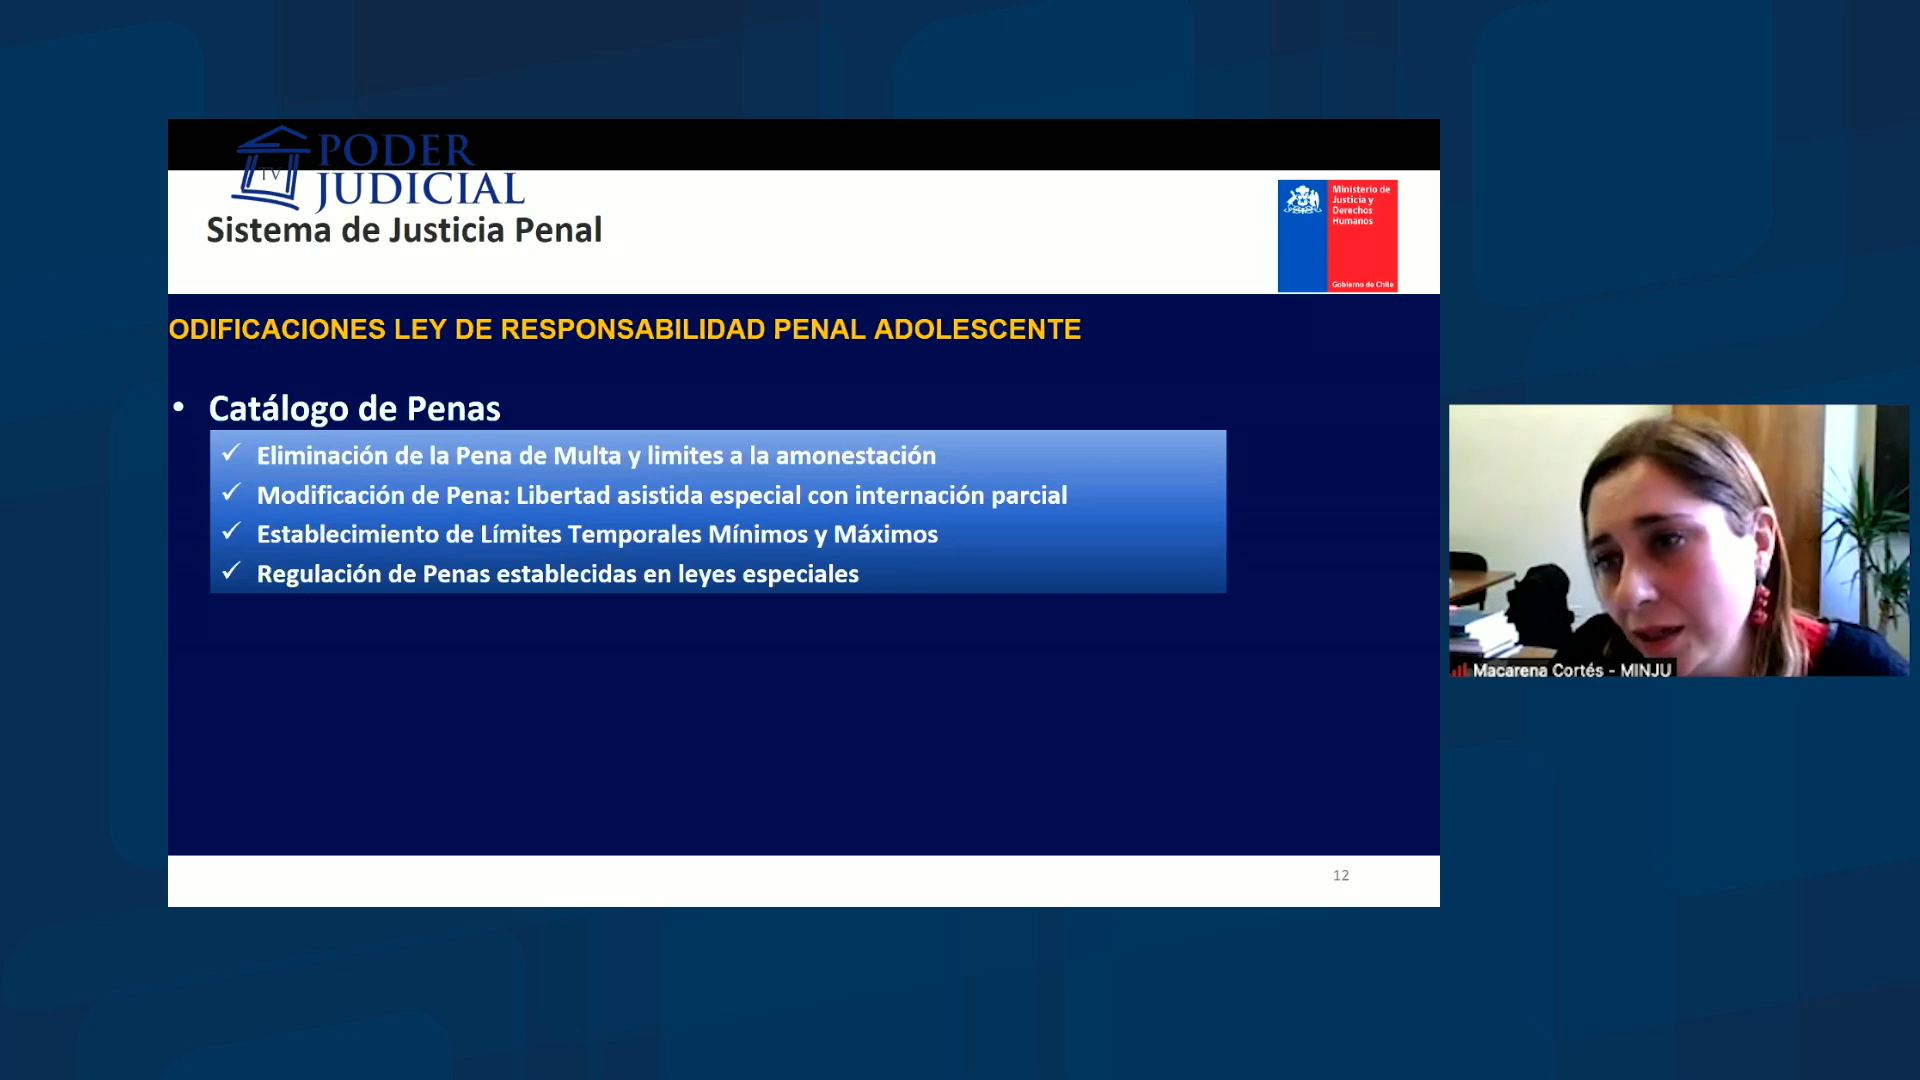 PODER
TV
JUDICIAL
Sistema de Justicia Penal
Ministerio de
Justicia y
Derechos
Humanos
Gobierno de Chile
ODIFICACIONES LEY DE RESPONSABILIDAD PENAL ADOLESCENTE
• Catálogo de Penas
✓ Eliminación de la Pena de Multa y limites a la amonestación
✓ Modificación de Pena: Libertad asistida especial con internación parcial
✓ Establecimiento de Límites Temporales Mínimos y Máximos
✓ Regulación de Penas establecidas en leyes especiales
Macarena Cortés - MINJU
12